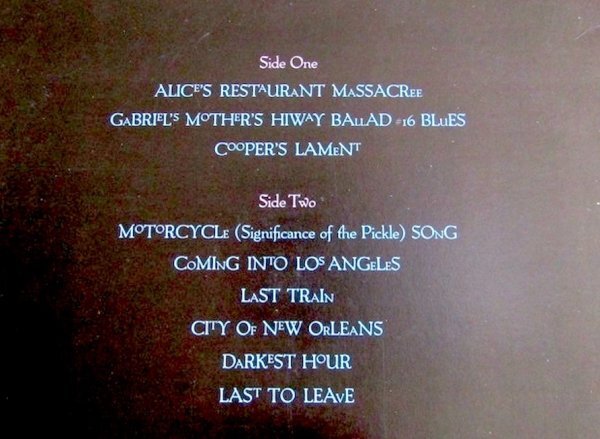 Side One
ALICE'S RESTAURANT MASSACREE
GABRIEL'S MOTHER'S HIWAY BALLAD #16 BLUES
COOPER'S LAMENT
Side Two
MOTORCYCLE (Significance of the Pickle) SONG
COMING INTO LOS ANGELES
LAST TRAIN
CITY OF NEW ORLEANS
DARKEST HOUR
LAST TO LEAVE